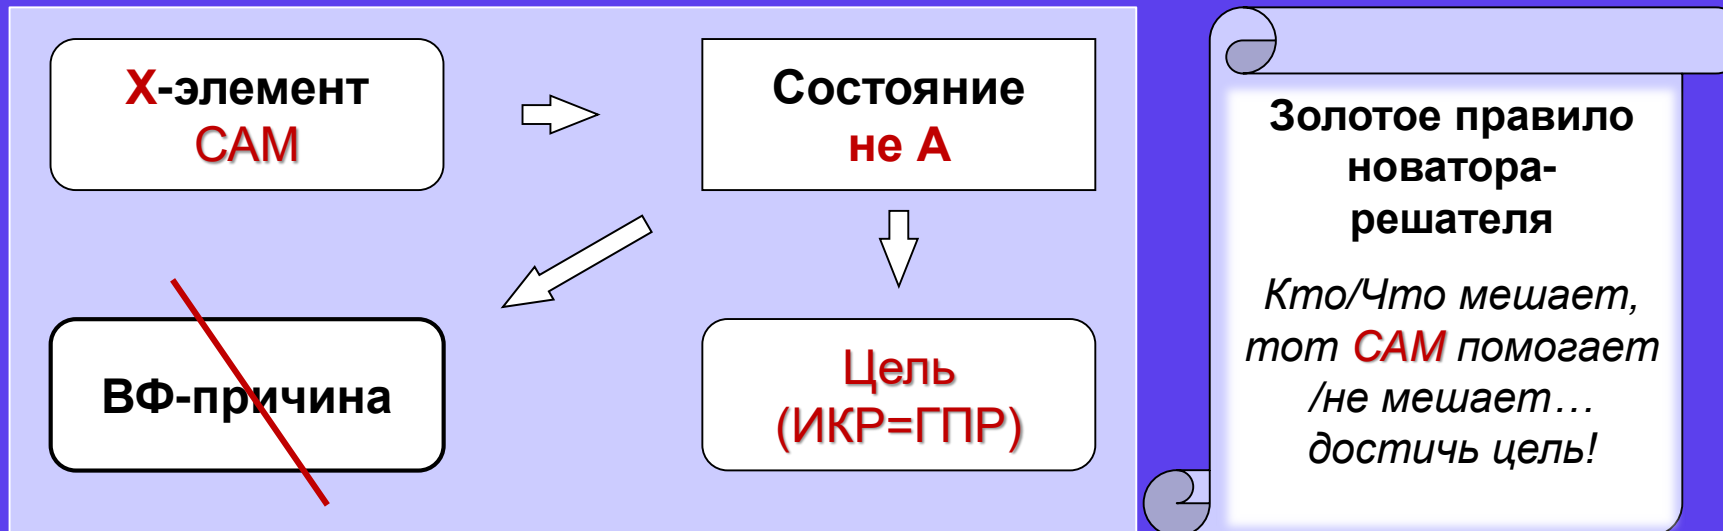 Х-элемент
САМ
Состояние
не А
ВФ-причина
Цель
(ИКР=ГПР)
Золотое правило
новатора-
решателя
Кто/Что мешает,
тот САМ помогает
/не мешает...
достичь цель!